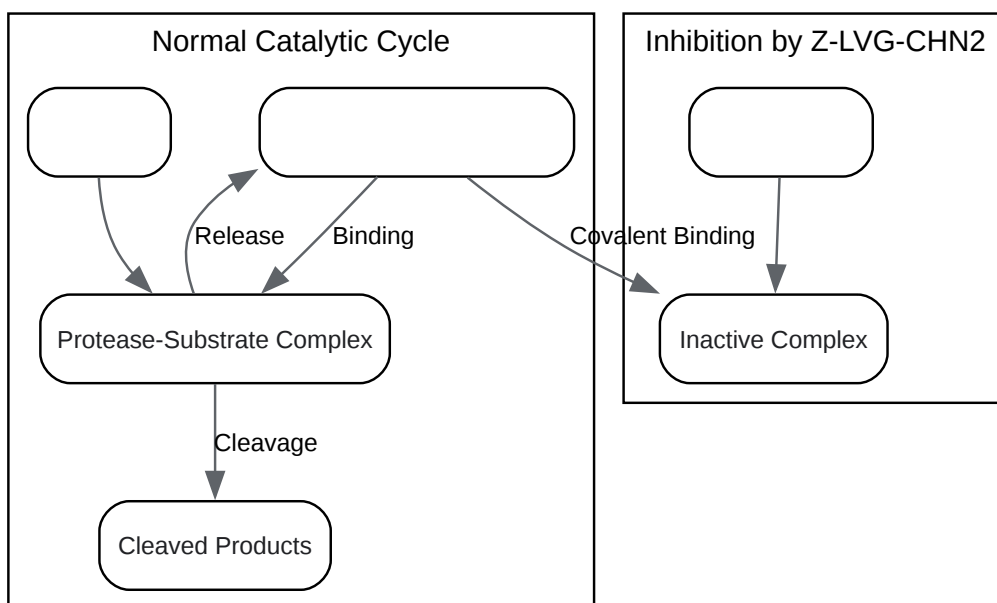 Normal Catalytic Cycle
Inhibition by Z-LVG-CHN2
Release
Binding
Covalent Binding
Protease-Substrate Complex
Inactive Complex
Cleavage
Cleaved Products